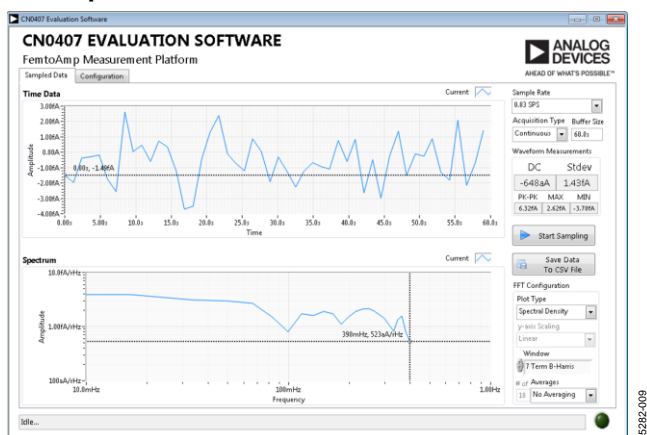 CN0407 Evaluation Software
CN0407 EVALUATION SOFTWARE
FemtoAmp Measurement Platform
ANALOG
DEVICES
AHEAD OF WHAT'S POSSIBLE™
Sampled Data Configuration
Time Data
Current
3.00fA
2.00fA
1.00fA
0.00A
-1.00fA
-2.00fA
-3.00fA
-4.00fA
Amplitude
0.00s, -1.49fA
0.00s 5.00s 10.0s 15.0s 20.0s 25.0s 30.0s 35.0s 40.0s 45.0s 50.0s 55.0s 60.0s
Time
Spectrum
Current
10.0fA/rHz
1.00fA/rHz
100aA/rHz
Amplitude
398mHz, 523aA/rHz
10.0mHz 100mHz 1.00Hz
Frequency
Sample Rate
Acquisition Type Buffer Size
Continuous 60.0s
Waveform Measurements
DC Stdev
-648aA 1.43fA
PK-PK MAX MIN
6.32fA 2.62fA -3.70fA
Start Sampling
Save Data
To CSV File
FFT Configuration
Plot Type
Spectral Density
y-axis Scaling
Linear
Window
7 Term B-Harris
# of Averages
10 No Averaging
Idle...
5282-009